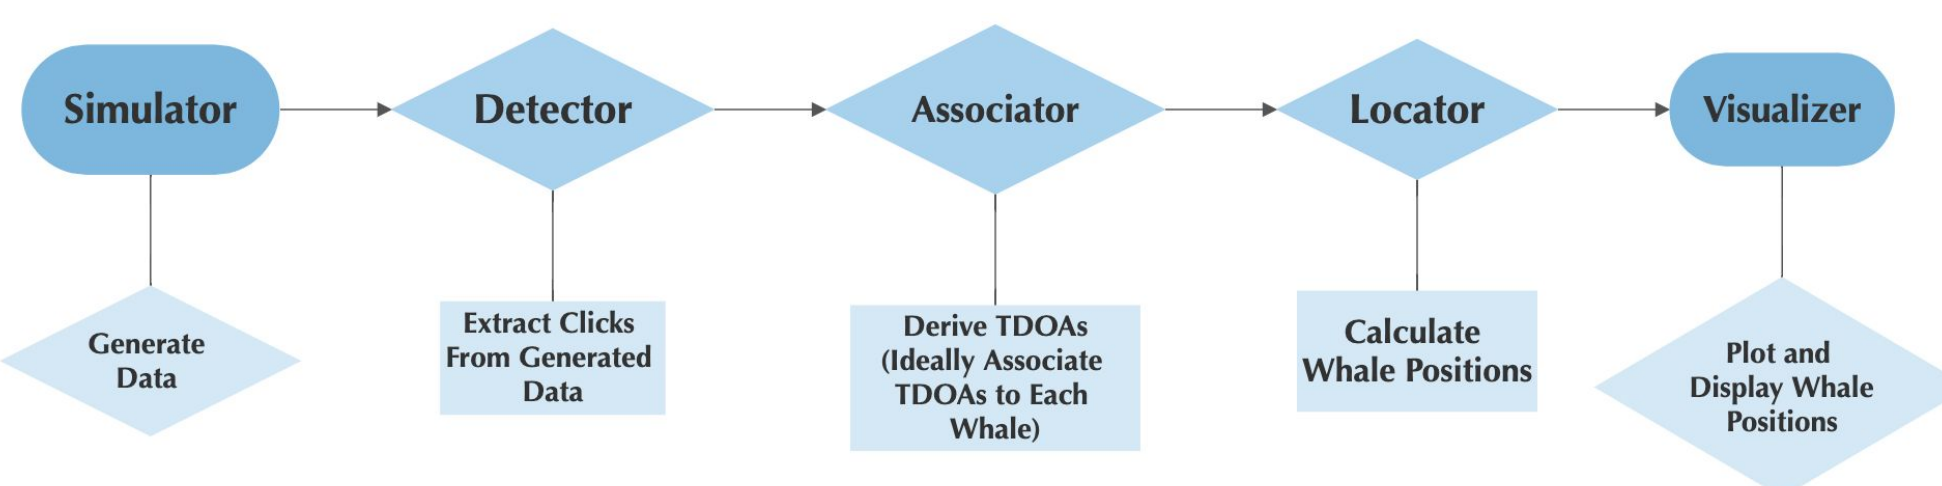 Simulator
Detector
Associator
Locator
Visualizer
Generate
Data
Extract Clicks
From Generated
Data
Derive TDOAs
(Ideally Associate
TDOAs to Each
Whale)
Calculate
Whale Positions
Plot and
Display Whale
Positions